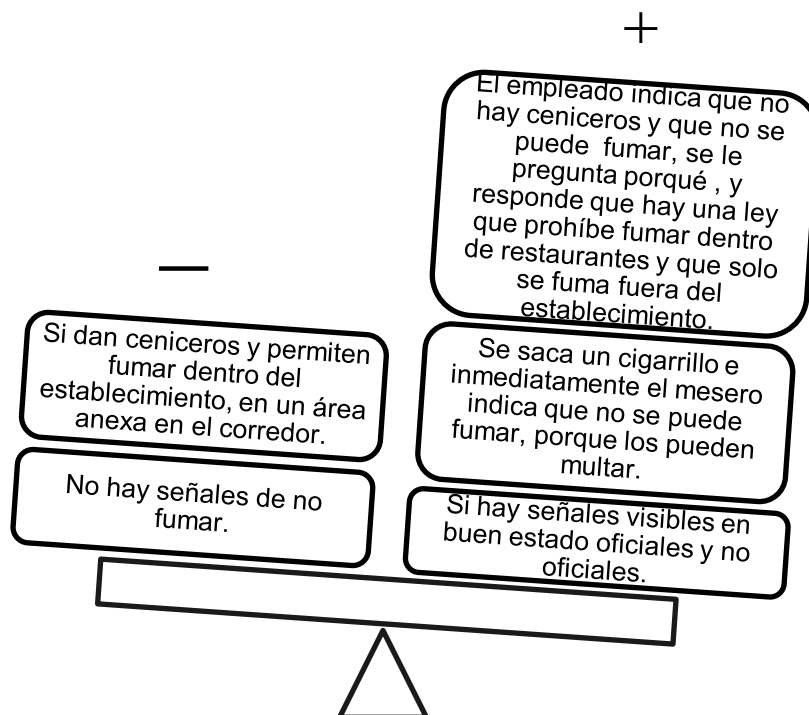 +
El empleado indica que no
hay ceniceros y que no se
puede  fumar, se le
pregunta porqué , y
responde que hay una ley
que prohíbe fumar dentro
de restaurantes y que solo
se fuma fuera del
establecimiento.
Se saca un cigarrillo e
inmediatamente el mesero
indica que no se puede
fumar, porque los pueden
multar.
Si hay señales visibles en
buen estado oficiales y no
oficiales.
–
Si dan ceniceros y permiten
fumar dentro del
establecimiento, en un área
anexa en el corredor.
No hay señales de no
fumar.